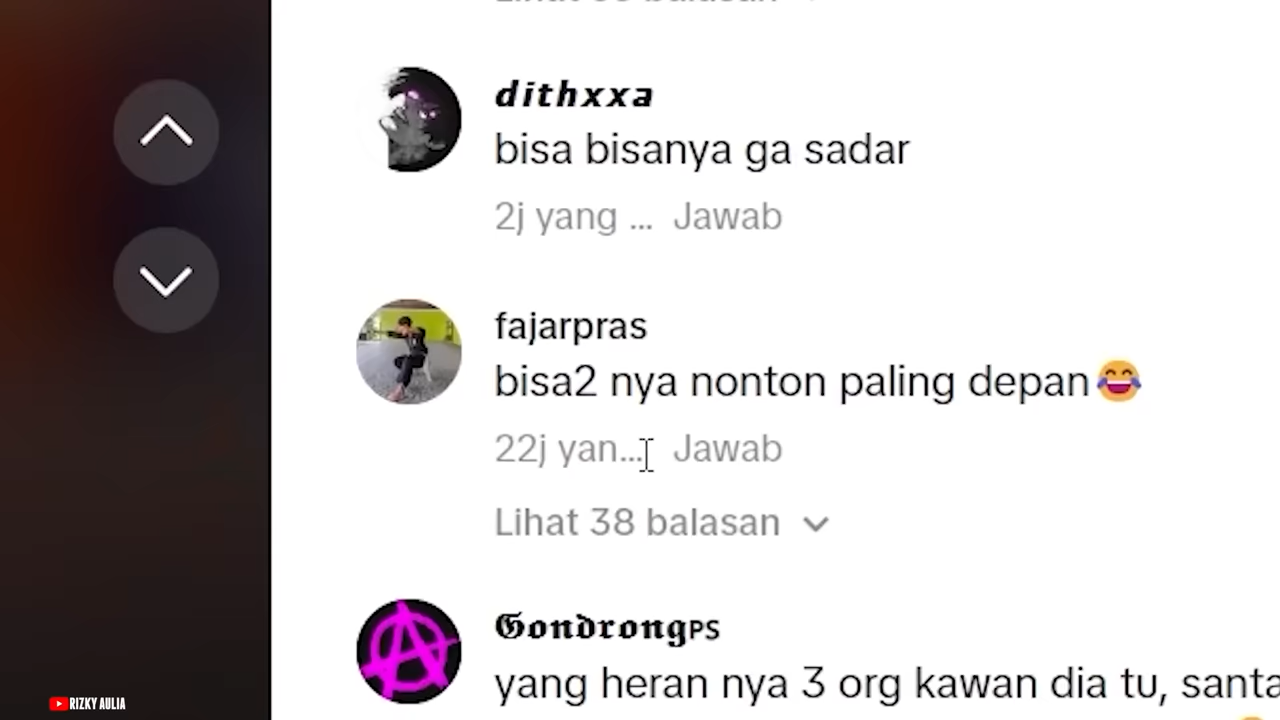 dithxxa
bisa bisanya ga sadar
2j yang ... Jawab
fajarpras
bisa2 nya nonton paling depan😂
22j yan... Jawab
Lihat 38 balasan
𝕲𝖔𝖓𝖉𝖗𝖔𝖓𝖌PS
yang heran nya 3 org kawan dia tu,
RIZKY AULIA